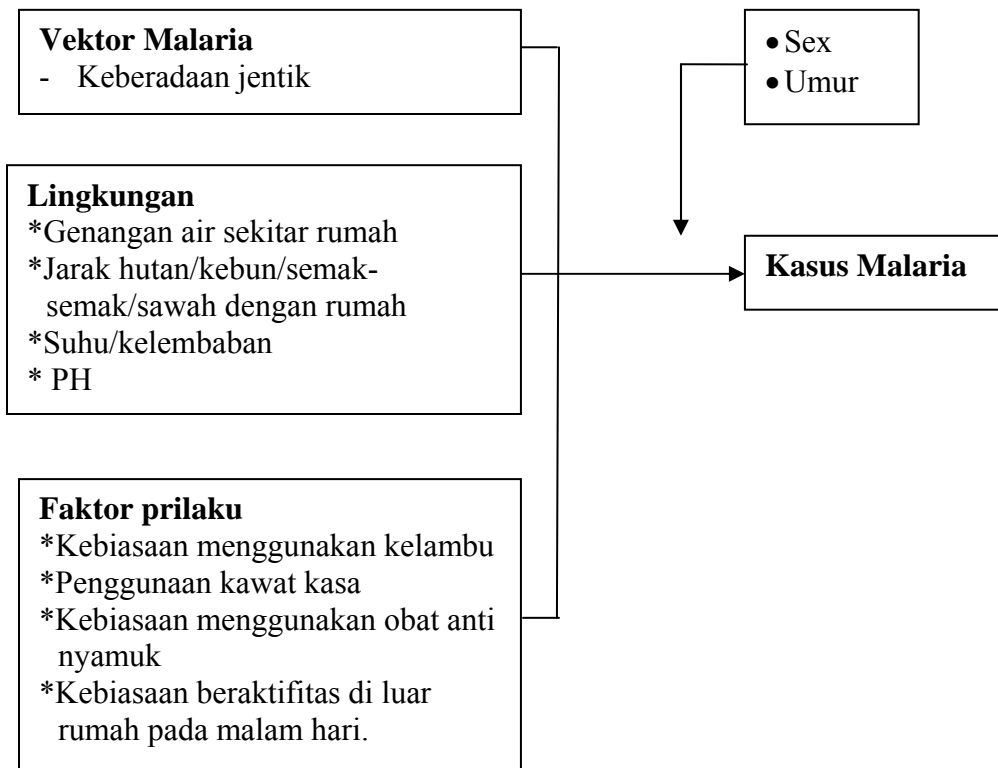 Vektor Malaria
- Keberadaan jentik
• Sex
• Umur
Lingkungan
*Genangan air sekitar rumah
*Jarak hutan/kebun/semak-
semak/sawah dengan rumah
*Suhu/kelembaban
* PH
Kasus Malaria
Faktor prilaku
*Kebiasaan menggunakan kelambu
*Penggunaan kawat kasa
*Kebiasaan menggunakan obat anti
nyamuk
*Kebiasaan beraktifitas di luar
rumah pada malam hari.